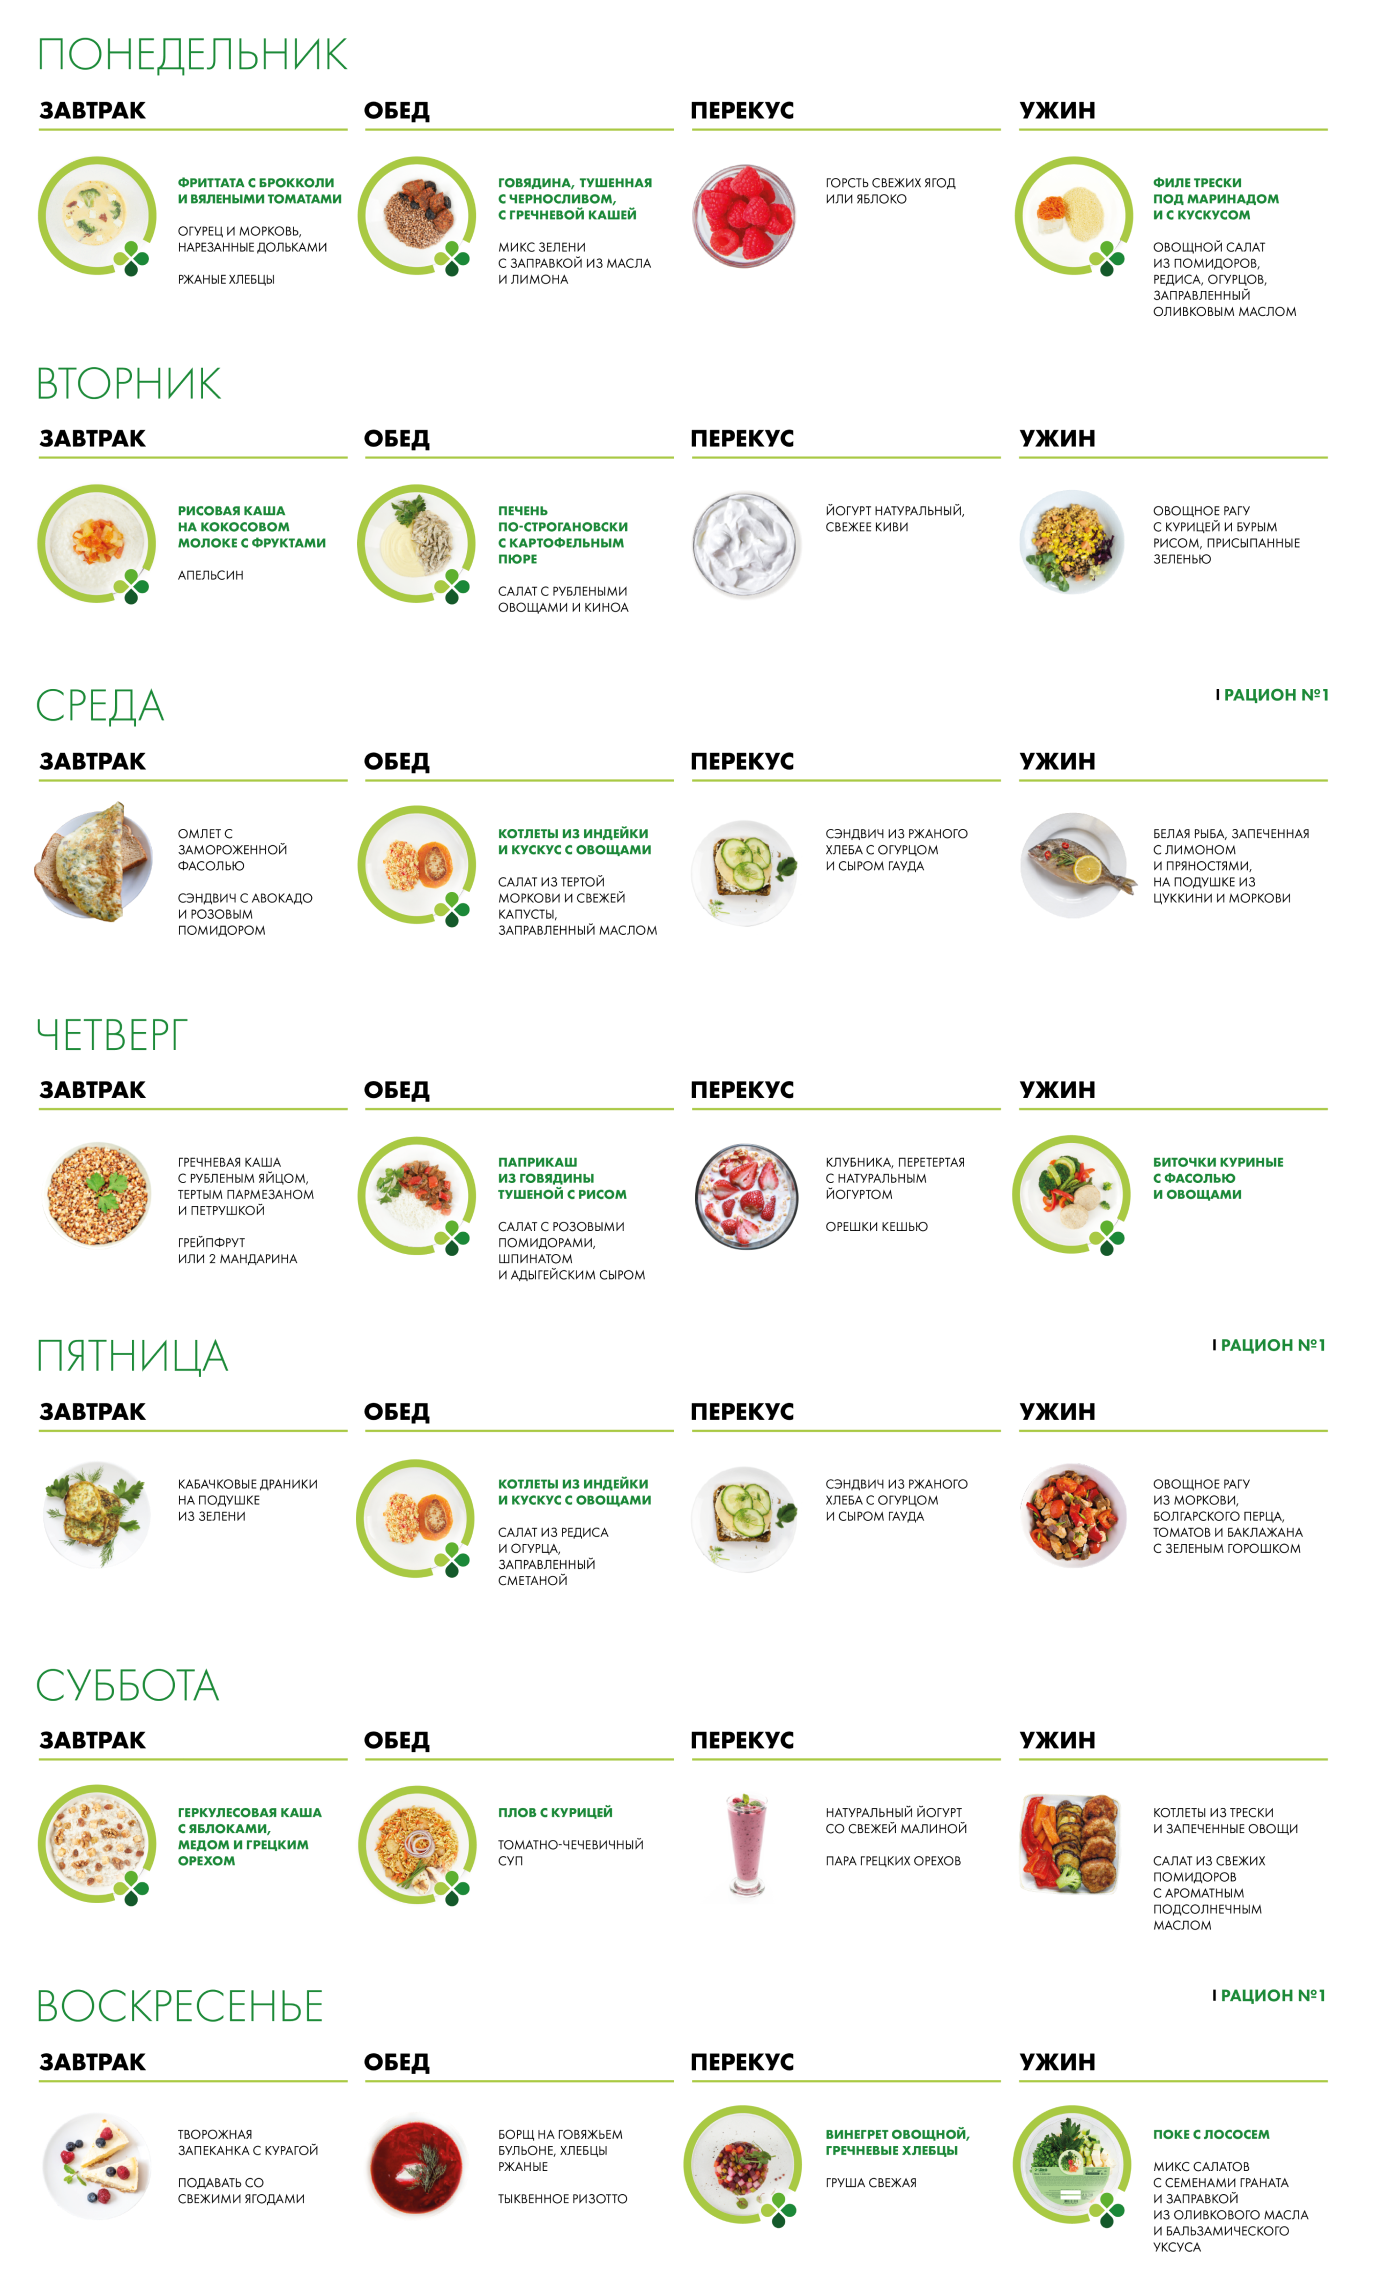 ПОНЕДЕЛЬНИК
ЗАВТРАК
ФРИТТАТА С БРОККОЛИ
И ВЯЛЕНЫМИ ТОМАТАМИ
ОГУРЕЦ И МОРКОВЬ,
НАРЕЗАННЫЕ ДОЛЬКАМИ
РЖАНЫЕ ХЛЕБЦЫ
ОБЕД
ГОВЯДИНА, ТУШЕННАЯ
С ЧЕРНОСЛИВОМ,
С ГРЕЧНЕВОЙ КАШЕЙ
МИКС ЗЕЛЕНИ
С ЗАПРАВКОЙ ИЗ МАСЛА
И ЛИМОНА
ПЕРЕКУС
ГОРСТЬ СВЕЖИХ ЯГОД
ИЛИ ЯБЛОКО
УЖИН
ФИЛЕ ТРЕСКИ
ПОД МАРИНАДОМ
И С КУСКУСОМ
ОВОЩНОЙ САЛАТ
ИЗ ПОМИДОРОВ,
РЕДИСА, ОГУРЦОВ,
ЗАПРАВЛЕННЫЙ
ОЛИВКОВЫМ МАСЛОМ
ВТОРНИК
ЗАВТРАК
РИСОВАЯ КАША
НА КОКОСОВОМ
МОЛОКЕ С ФРУКТАМИ
АПЕЛЬСИН
ОБЕД
ПЕЧЕНЬ
ПО-СТРОГАНОВСКИ
С КАРТОФЕЛЬНЫМ
ПЮРЕ
САЛАТ С РУБЛЕНЫМИ
ОВОЩАМИ И КИНОА
ПЕРЕКУС
ЙОГУРТ НАТУРАЛЬНЫЙ,
СВЕЖЕЕ КИВИ
УЖИН
ОВОЩНОЕ РАГУ
С КУРИЦЕЙ И БУРЫМ
РИСОМ, ПРИСЫПАННЫЕ
ЗЕЛЕНЬЮ
СРЕДА
I РАЦИОН №1
ЗАВТРАК
ОМЛЕТ С
ЗАМОРОЖЕННОЙ
ФАСОЛЬЮ
СЭНДВИЧ С АВОКАДО
И РОЗОВЫМ
ПОМИДОРОМ
ОБЕД
КОТЛЕТЫ ИЗ ИНДЕЙКИ
И КУСКУС С ОВОЩАМИ
САЛАТ ИЗ ТЕРТОЙ
МОРКОВИ И СВЕЖЕЙ
КАПУСТЫ,
ЗАПРАВЛЕННЫЙ МАСЛОМ
ПЕРЕКУС
СЭНДВИЧ ИЗ РЖАНОГО
ХЛЕБА С ОГУРЦОМ
И СЫРОМ ГАУДА
УЖИН
БЕЛАЯ РЫБА, ЗАПЕЧЕННАЯ
С ЛИМОНОМ
И ПРЯНОСТЯМИ,
НА ПОДУШКЕ ИЗ
ЦУККИНИ И МОРКОВИ
ЧЕТВЕРГ
ЗАВТРАК
ГРЕЧНЕВАЯ КАША
С РУБЛЕНЫМ ЯЙЦОМ,
ТЕРТЫМ ПАРМЕЗАНОМ
И ПЕТРУШКОЙ
ГРЕЙПФРУТ
ИЛИ 2 МАНДАРИНА
ОБЕД
ПАПРИКАШ
ИЗ ГОВЯДИНЫ
ТУШЕНОЙ С РИСОМ
САЛАТ С РОЗОВЫМИ
ПОМИДОРАМИ,
ШПИНАТОМ
И АДЫГЕЙСКИМ СЫРОМ
ПЕРЕКУС
КЛУБНИКА, ПЕРЕТЕРТАЯ
С НАТУРАЛЬНЫМ
ЙОГУРТОМ
ОРЕШКИ КЕШЬЮ
УЖИН
БИТОЧКИ КУРИНЫЕ
С ФАСОЛЬЮ
И ОВОЩАМИ
ПЯТНИЦА
I РАЦИОН №1
ЗАВТРАК
КАБАЧКОВЫЕ ДРАНИКИ
НА ПОДУШКЕ
ИЗ ЗЕЛЕНИ
ОБЕД
КОТЛЕТЫ ИЗ ИНДЕЙКИ
И КУСКУС С ОВОЩАМИ
САЛАТ ИЗ РЕДИСА
И ОГУРЦА,
ЗАПРАВЛЕННЫЙ
СМЕТАНОЙ
ПЕРЕКУС
СЭНДВИЧ ИЗ РЖАНОГО
ХЛЕБА С ОГУРЦОМ
И СЫРОМ ГАУДА
УЖИН
ОВОЩНОЕ РАГУ
ИЗ МОРКОВИ,
БОЛГАРСКОГО ПЕРЦА,
ТОМАТОВ И БАКЛАЖАНА
С ЗЕЛЕНЫМ ГОРОШКОМ
СУББОТА
ЗАВТРАК
ГЕРКУЛЕСОВАЯ КАША
С ЯБЛОКАМИ,
МЕДОМ И ГРЕЦКИМ
ОРЕХОМ
ОБЕД
ПЛОВ С КУРИЦЕЙ
ТОМАТНО-ЧЕЧЕВИЧНЫЙ
СУП
ПЕРЕКУС
НАТУРАЛЬНЫЙ ЙОГУРТ
СО СВЕЖЕЙ МАЛИНОЙ
ПАРА ГРЕЦКИХ ОРЕХОВ
УЖИН
КОТЛЕТЫ ИЗ ТРЕСКИ
И ЗАПЕЧЕННЫЕ ОВОЩИ
САЛАТ ИЗ СВЕЖИХ
ПОМИДОРОВ
С АРОМАТНЫМ
ПОДСОЛНЕЧНЫМ
МАСЛОМ
ВОСКРЕСЕНЬЕ
I РАЦИОН №1
ЗАВТРАК
ТВОРОЖНАЯ
ЗАПЕКАНКА С КУРАГОЙ
ПОДАВАТЬ СО
СВЕЖИМИ ЯГОДАМИ
ОБЕД
БОРЩ НА ГОВЯЖЬЕМ
БУЛЬОНЕ, ХЛЕБЦЫ
РЖАНЫЕ
ТЫКВЕННОЕ РИЗОТТО
ПЕРЕКУС
ВИНЕГРЕТ ОВОЩНОЙ,
ГРЕЧНЕВЫЕ ХЛЕБЦЫ
ГРУША СВЕЖАЯ
УЖИН
ПОКЕ С ЛОСОСЕМ
МИКС САЛАТОВ
С СЕМЕНАМИ ГРАНАТА
И ЗАПРАВКОЙ
ИЗ ОЛИВКОВОГО МАСЛА
И БАЛЬЗАМИЧЕСКОГО
УКСУСА